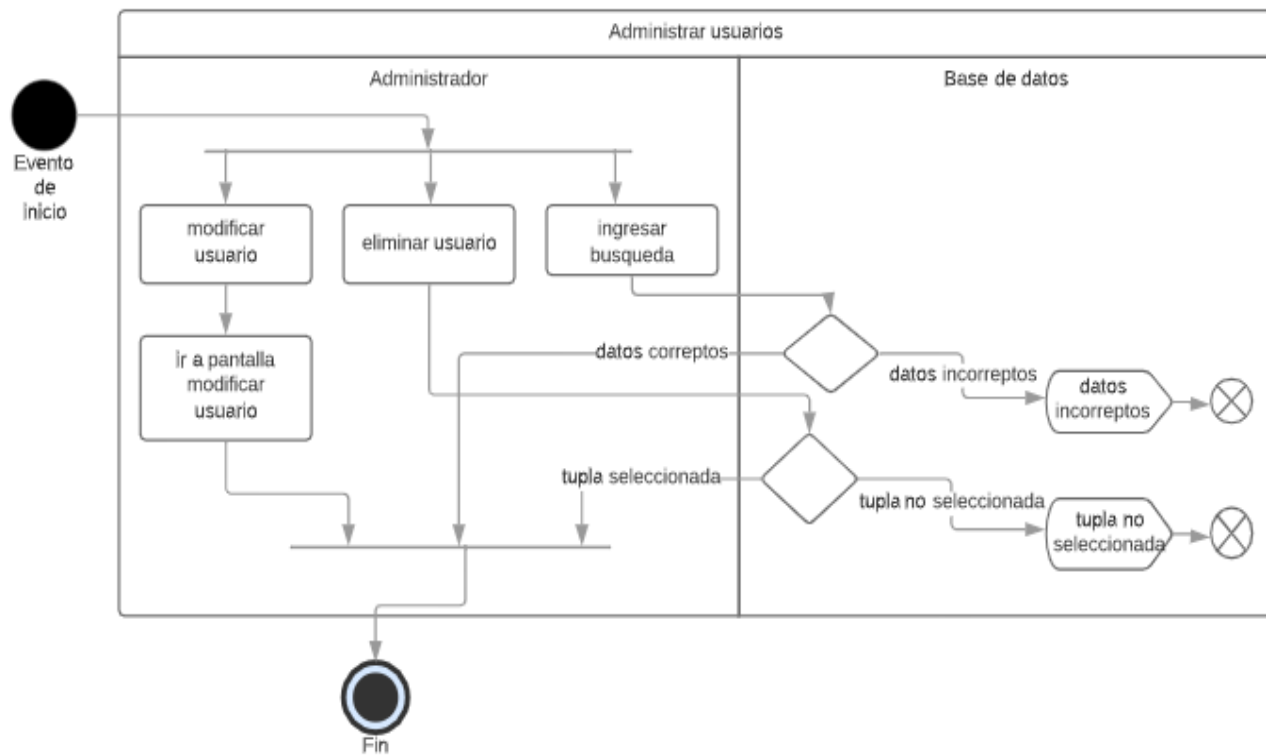 Administrar usuarios
Administrador
Base de datos
Evento
de
inicio
modificar
usuario
eliminar usuario
ingresar
busqueda
ir a pantalla
modificar
usuario
datos correptos
datos incorreptos
datos
incorreptos
tupla seleccionada
tupla no seleccionada
tupla no
seleccionada
Fin